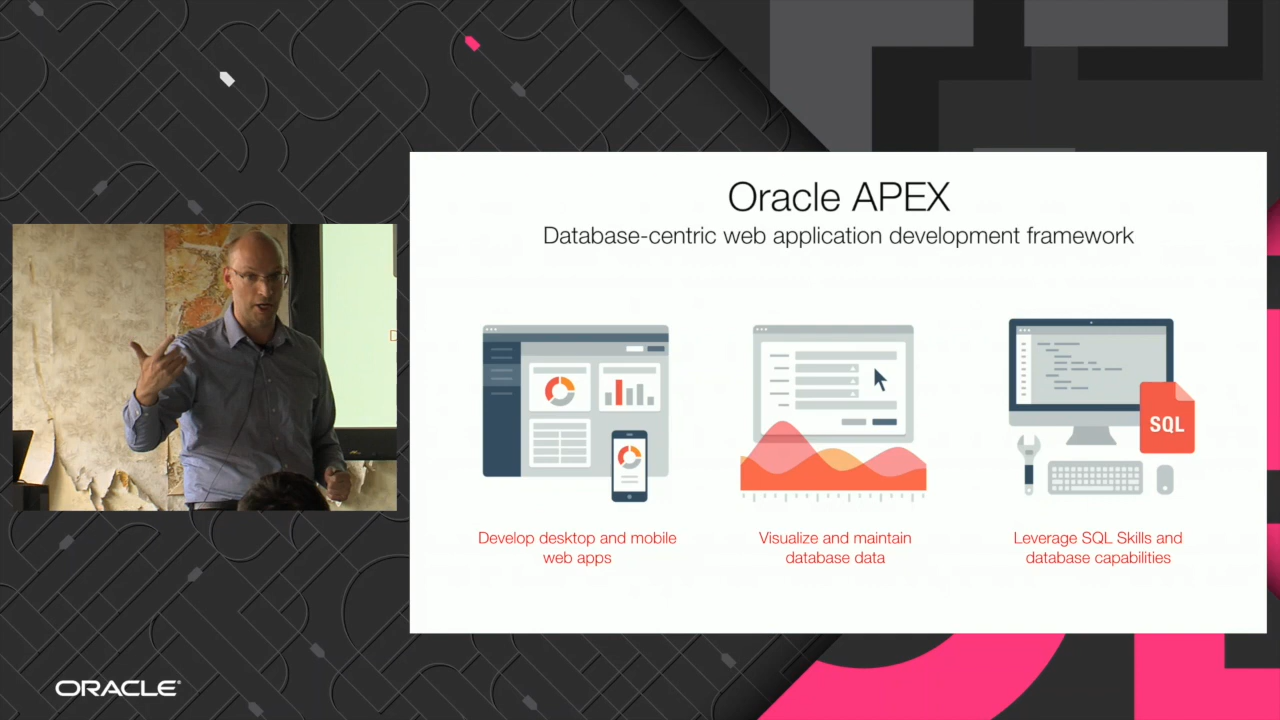 Oracle APEX
Database-centric web application development framework
SQL
Develop desktop and mobile
web apps
Visualize and maintain
database data
Leverage SQL Skills and
database capabilities
ORACLE®